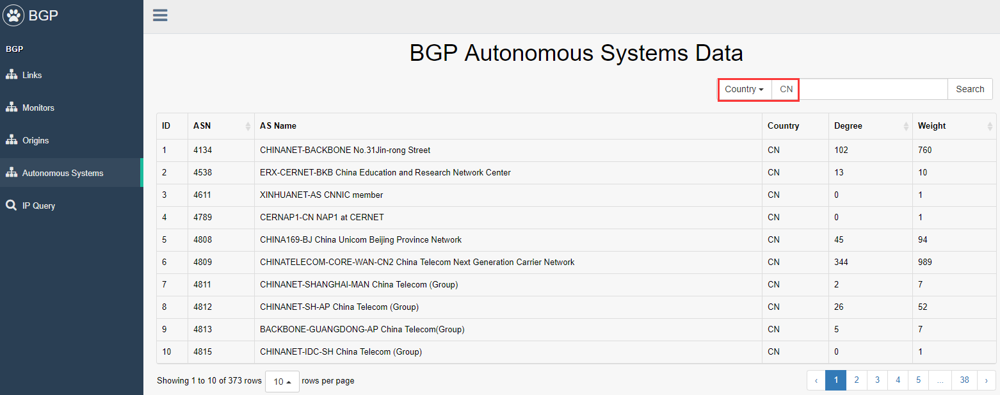 BGP
BGP
Links
Monitors
Origins
Autonomous Systems
IP Query
BGP Autonomous Systems Data
Country CN Search
ID ASN AS Name Country Degree Weight
1 4134 CHINANET-BACKBONE No.31Jin-rong Street CN 102 760
2 4538 ERX-CERNET-BKB China Education and Research Network Center CN 13 10
3 4611 XINHUANET-AS CNNIC member CN 0 1
4 4789 CERNAP1-CN NAP1 at CERNET CN 0 1
5 4808 CHINA169-BJ China Unicom Beijing Province Network CN 45 94
6 4809 CHINATELECOM-CORE-WAN-CN2 China Telecom Next Generation Carrier Network CN 344 989
7 4811 CHINANET-SHANGHAI-MAN China Telecom (Group) CN 2 7
8 4812 CHINANET-SH-AP China Telecom (Group) CN 26 52
9 4813 BACKBONE-GUANGDONG-AP China Telecom(Group) CN 5 7
10 4815 CHINANET-IDC-SH China Telecom (Group) CN 0 1
Showing 1 to 10 of 373 rows 10 rows per page ‹ 1 2 3 4 5 ... 38 ›